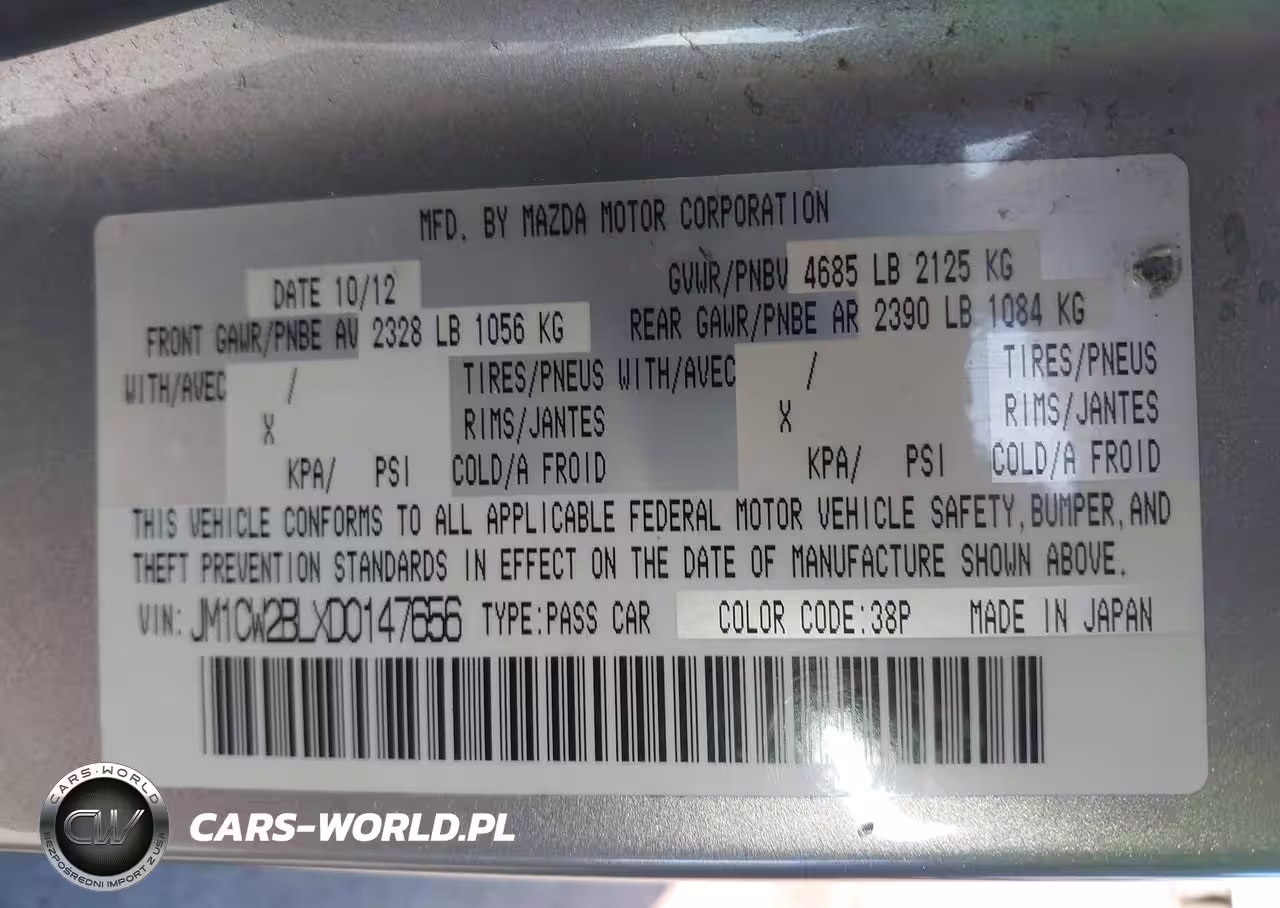 MFD. BY MAZDA MOTOR CORPORATION
DATE 10/12 GVWR/PNBV 4685 LB 2125 KG
FRONT GAWR/PNBE AV 2328 LB 1056 KG REAR GAWR/PNBE AR 2390 LB 1084 KG
WITH/AVEC / TIRES/PNEUS WITH/AVEC / TIRES/PNEUS
X RIMS/JANTES X RIMS/JANTES
KPA/ PSI COLD/A FROID KPA/ PSI COLD/A FROID
THIS VEHICLE CONFORMS TO ALL APPLICABLE FEDERAL MOTOR VEHICLE SAFETY, BUMPER, AND
THEFT PREVENTION STANDARDS IN EFFECT ON THE DATE OF MANUFACTURE SHOWN ABOVE.
VIN: JM1CW2BLXD0147656 TYPE:PASS CAR COLOR CODE:38P MADE IN JAPAN
CARS-WORLD
CW
BEZPOŚREDNI IMPORT Z USA
CARS-WORLD.PL